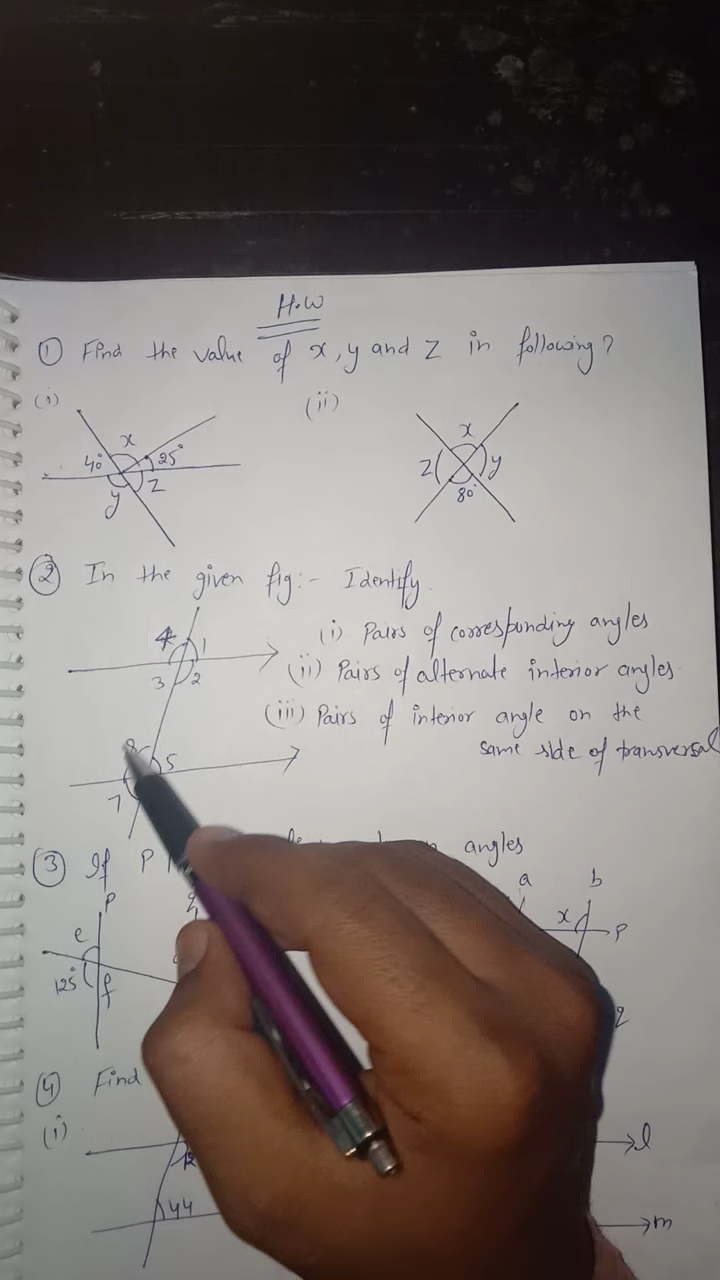 H.W
① Find the value of x, y and z in following?
(i) (ii)
x
40° 25°
y z
x
z y
80°
② In the given fig:- Identify.
(i) Pairs of corresponding angles
(ii) Pairs of alternate interior angles.
(iii) Pairs of interior angle on the
same side of transversal
4 1
3 2
8 5
7
③ If P angles
p q a b
e x p
125° f
q
④ Find
(i)
l
44 m